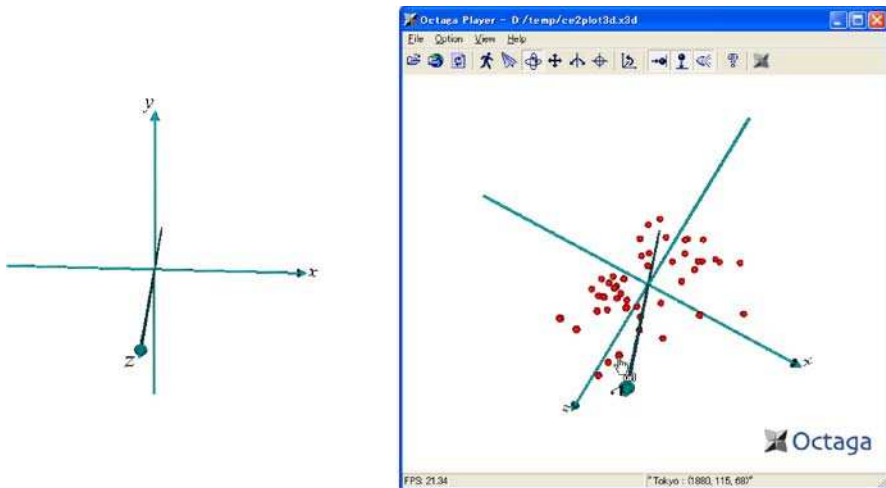 y
x
z
Octaga Player - D:/temp/ce2plot3d.x3d
File Option View Help
x
z
Octaga
FPS: 21.34
"Tokyo : (1880, 115, 68)"